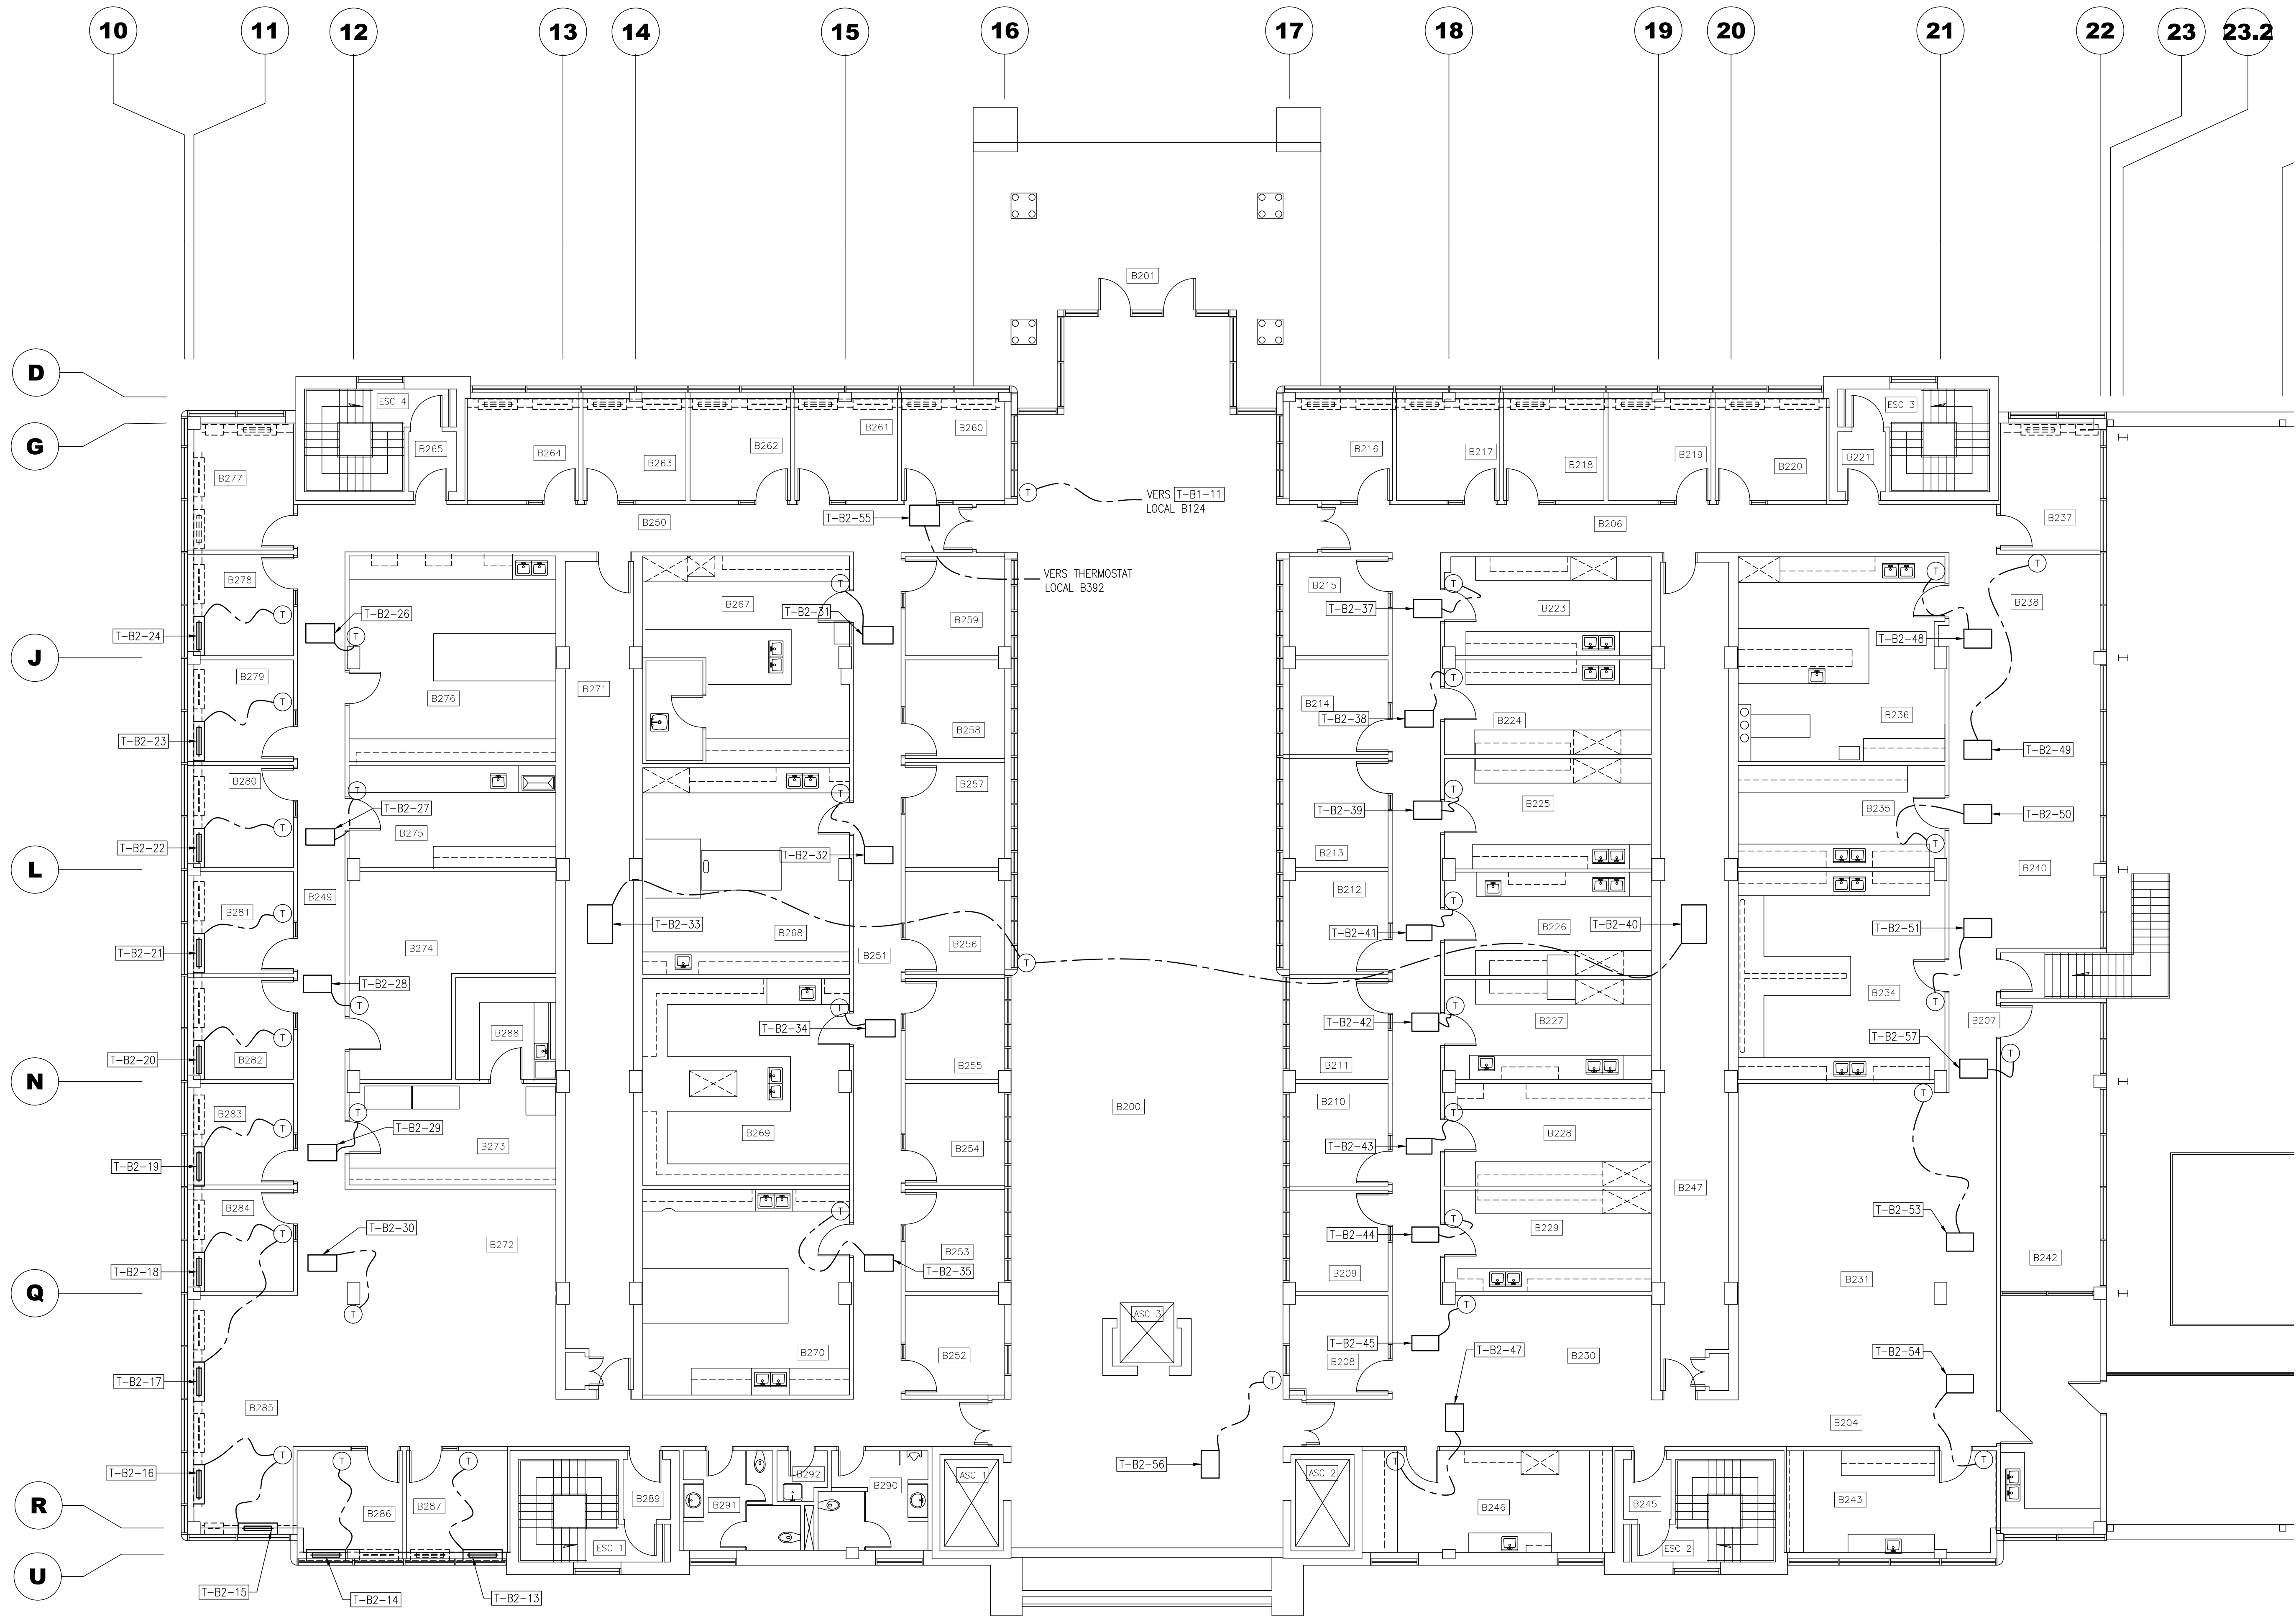 10
11
12
13
14
15
16
17
18
19
20
21
22
23
23.2
D
G
J
L
N
Q
R
U
B201
ESC 4
B265
B264
B263
B262
B261
B260
B216
B217
B218
B219
B220
B221
ESC 3
B277
B237
T
VERS T-B1-11
LOCAL B124
B250
T-B2-55
B206
VERS THERMOSTAT
LOCAL B392
B278
T
T-B2-24
T-B2-26
T
B267
T
T-B2-31
B259
B215
T-B2-37
T
B223
T
T-B2-48
T
B238
B279
T
T-B2-23
B276
B271
B258
B214
T-B2-38
T
B224
B236
T-B2-49
B280
T
T-B2-22
T
T-B2-27
B275
T
T-B2-32
B257
T-B2-39
T
B225
B213
B235
T
T-B2-50
B240
B281
T
T-B2-21
B249
B274
T-B2-33
B268
B251
B256
T
B212
T
T-B2-41
B226
T-B2-40
T-B2-51
T
B234
T-B2-28
T
B288
T
T-B2-34
B255
T-B2-42
T
B227
B211
B207
T-B2-57
T
T
T-B2-20
B282
B283
T
T-B2-19
T
T-B2-29
B273
B269
B254
B200
B210
T
T-B2-43
B228
B247
T
T-B2-53
B284
T
T-B2-18
T-B2-30
T
B272
T
T-B2-35
B253
T-B2-44
T
B229
B209
B231
B242
ASC 3
T-B2-17
B285
B270
B252
T
T-B2-45
B208
T-B2-47
B230
T-B2-54
B204
T
T-B2-16
T
T
B286
B287
T
B289
ESC 1
B291
B292
B290
ASC 1
T-B2-56
T
ASC 2
T
B246
B245
ESC 2
B243
T
T-B2-15
T-B2-14
T-B2-13